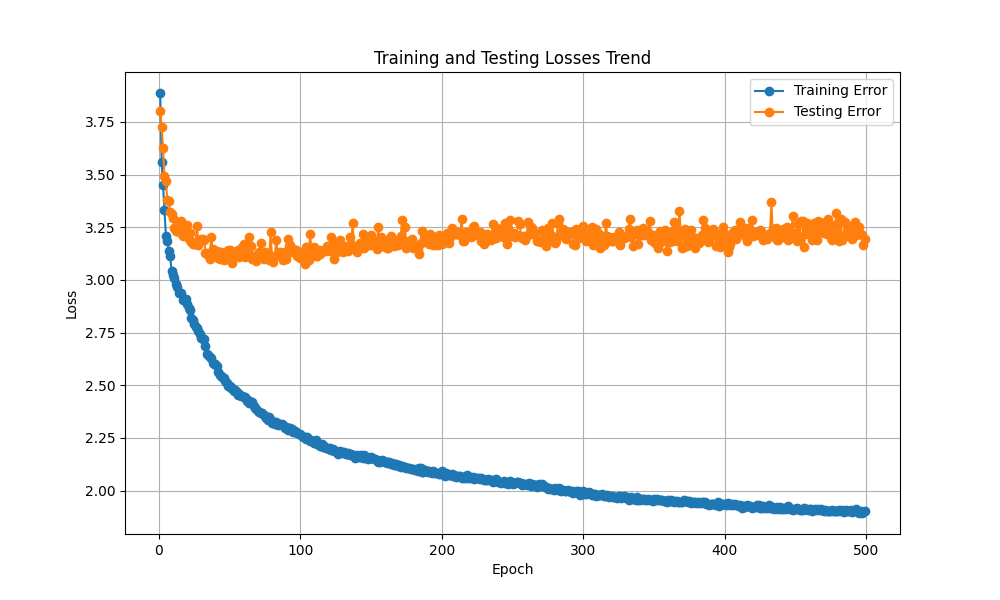 Training and Testing Losses Trend
Training Error
Testing Error
3.75
3.50
3.25
3.00
2.75
2.50
2.25
2.00
Loss
0 100 200 300 400 500
Epoch